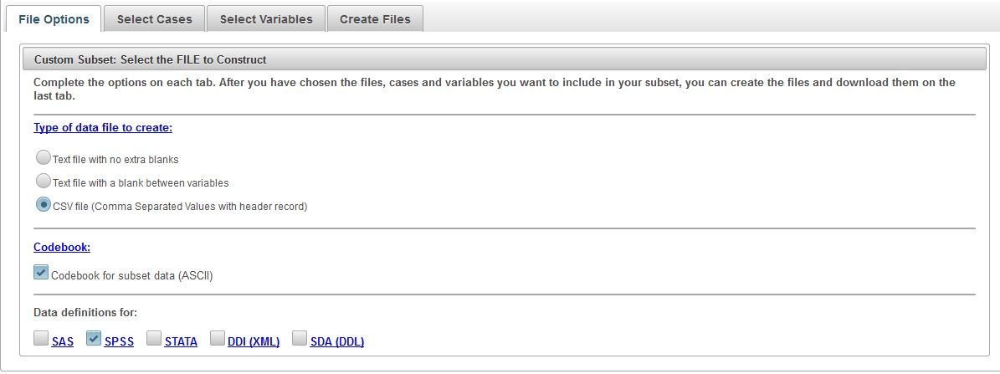 File Options Select Cases Select Variables Create Files
Custom Subset: Select the FILE to Construct
Complete the options on each tab. After you have chosen the files, cases and variables you want to include in your subset, you can create the files and download them on the
last tab.
Type of data file to create:
Text file with no extra blanks
Text file with a blank between variables
CSV file (Comma Separated Values with header record)
Codebook:
Codebook for subset data (ASCII)
Data definitions for:
SAS SPSS STATA DDI (XML) SDA (DDL)